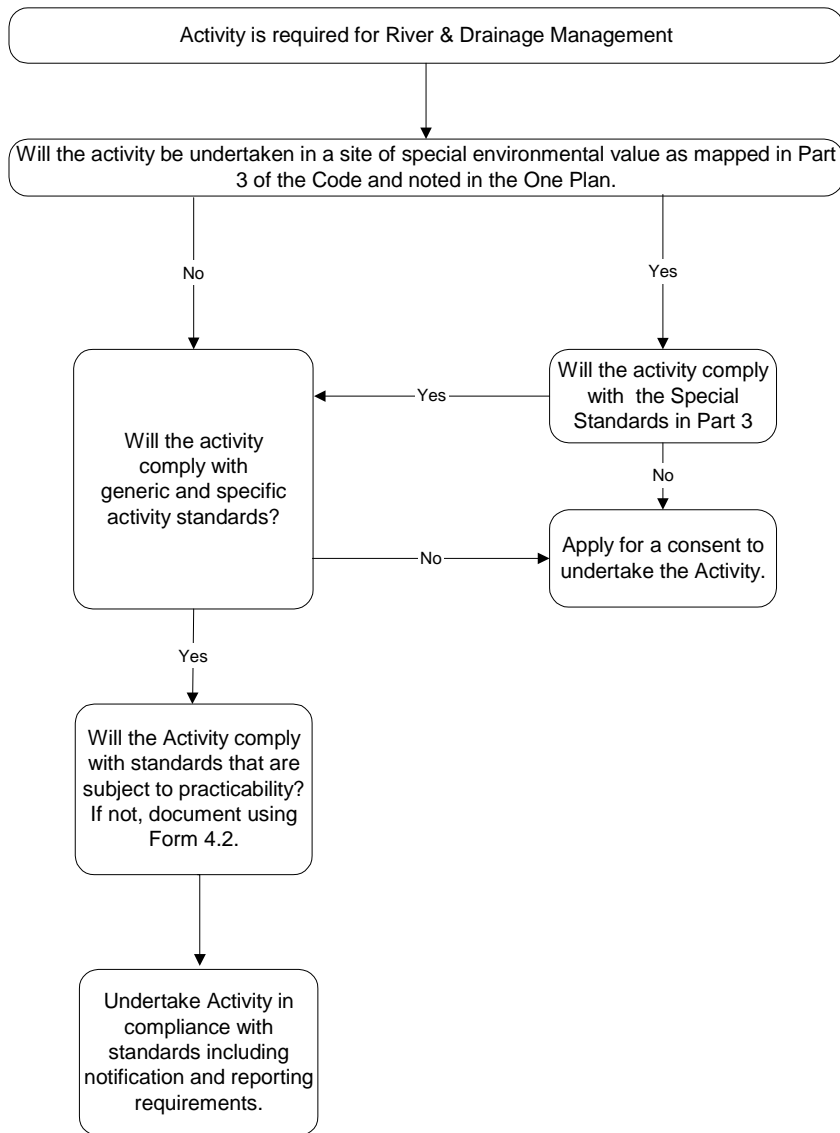 Activity is required for River & Drainage Management
Will the activity be undertaken in a site of special environmental value as mapped in Part
3 of the Code and noted in the One Plan.
No
Yes
Will the activity
comply with
generic and specific
activity standards?
Yes
Will the activity comply
with the Special
Standards in Part 3
No
No
Apply for a consent to
undertake the Activity.
Yes
Will the Activity comply
with standards that are
subject to practicability?
If not, document using
Form 4.2.
Undertake Activity in
compliance with
standards including
notification and reporting
requirements.